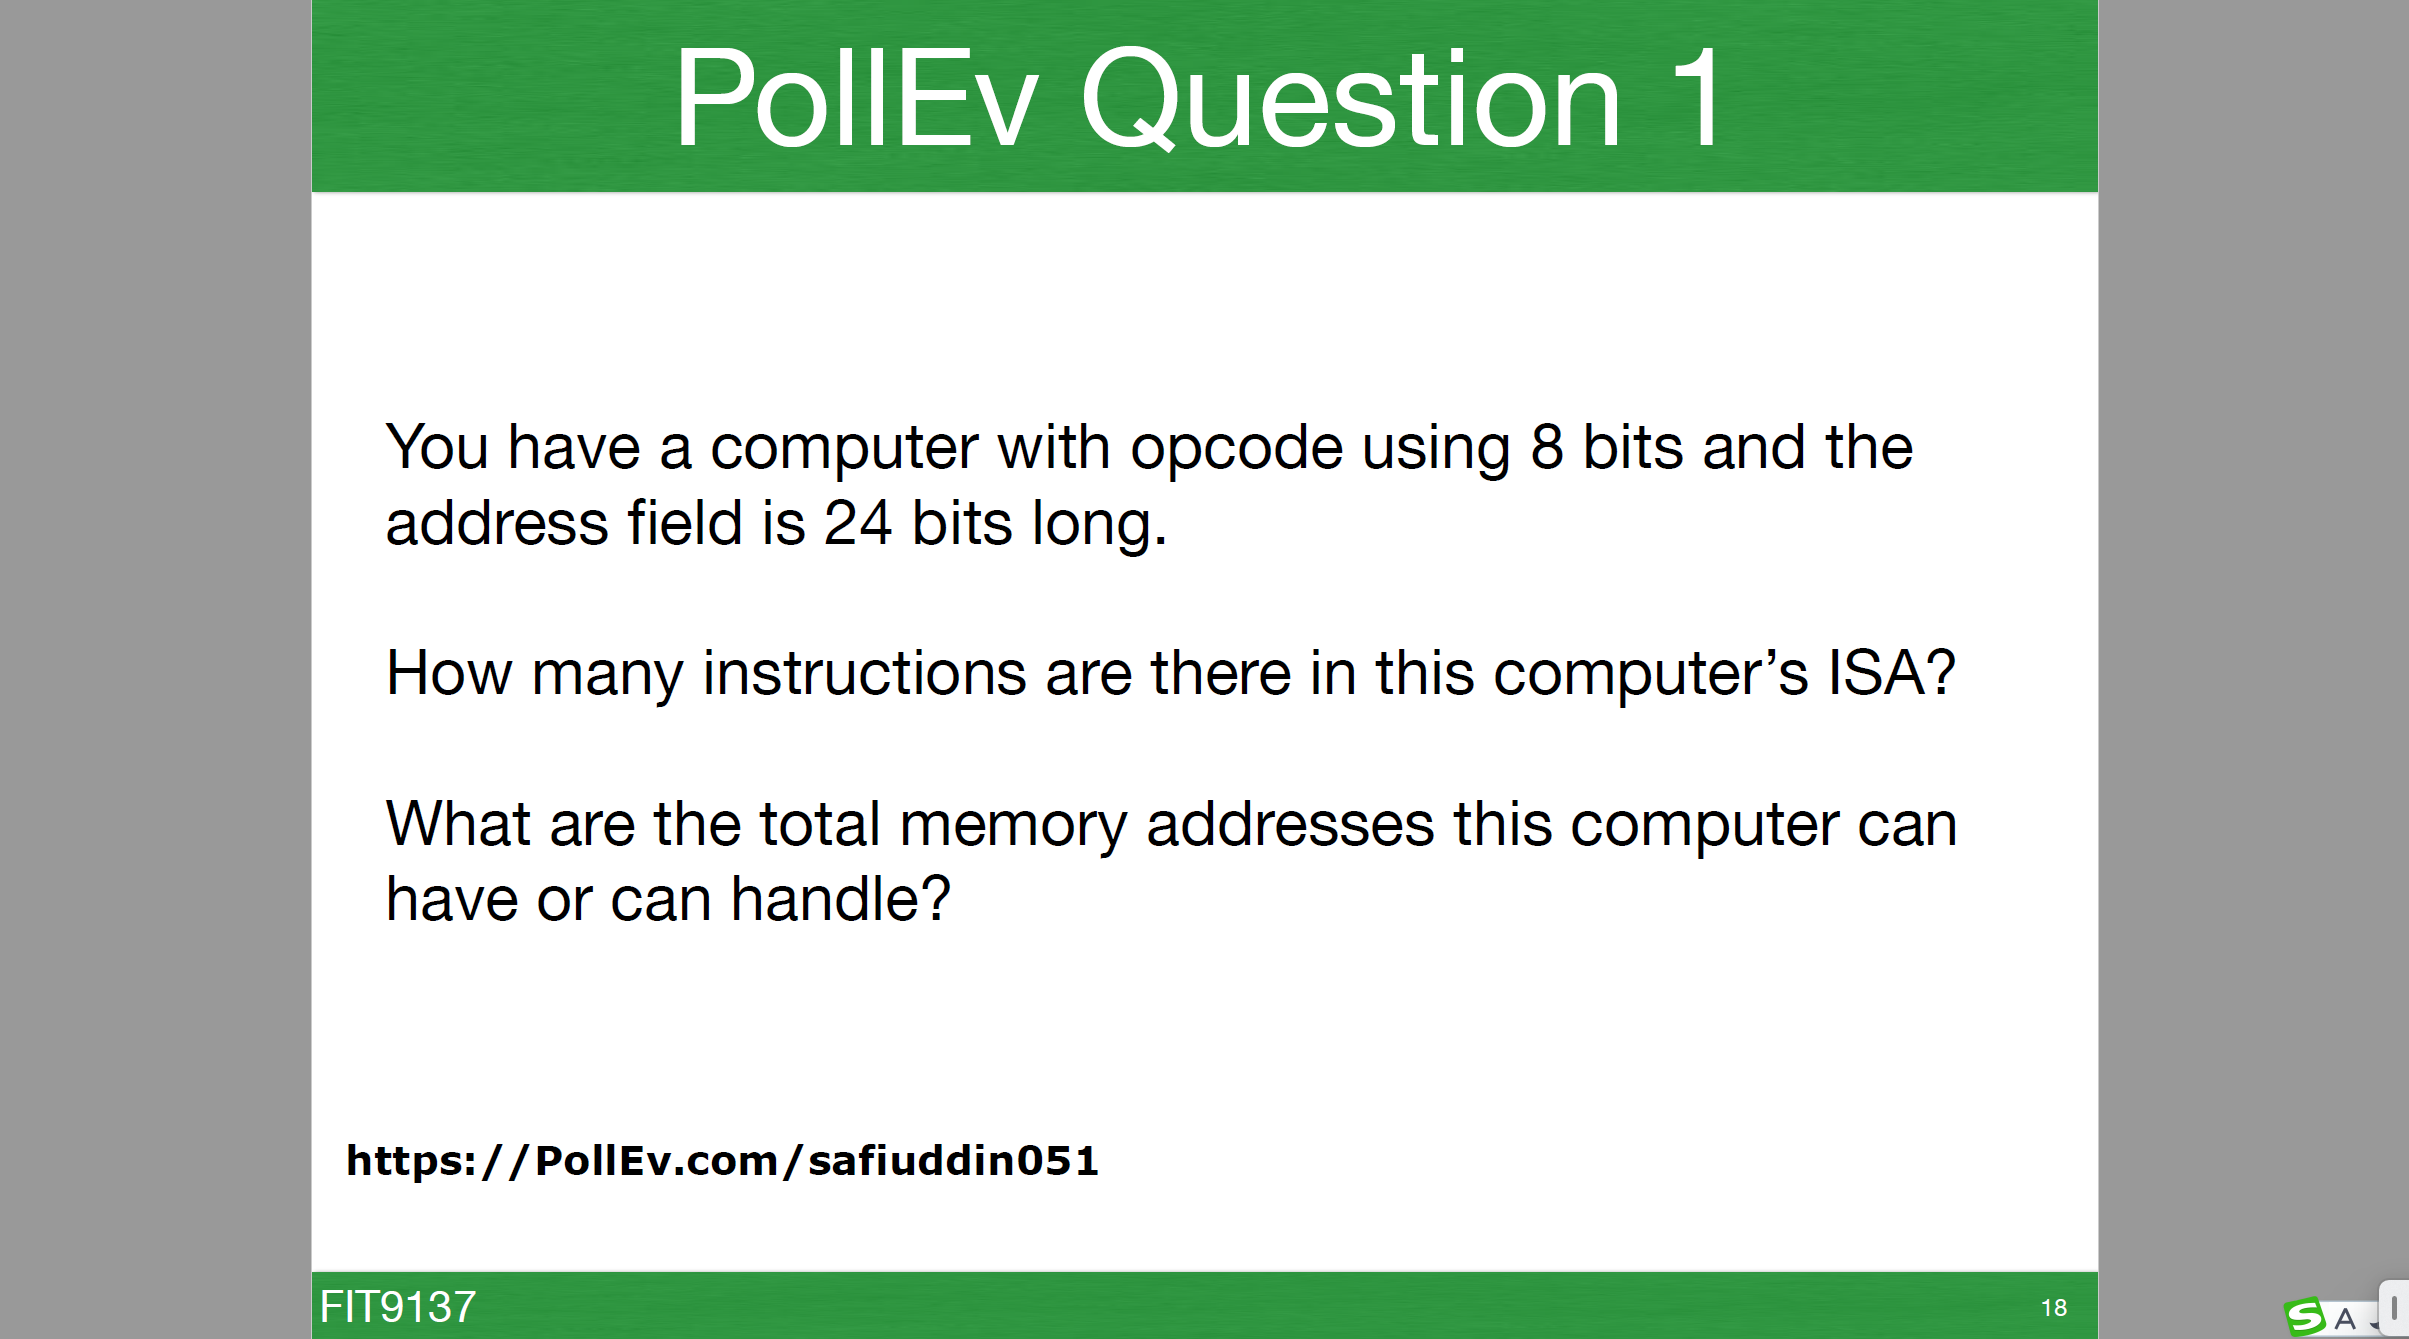 PollEv Question 1
You have a computer with opcode using 8 bits and the
address field is 24 bits long.
How many instructions are there in this computer’s ISA?
What are the total memory addresses this computer can
have or can handle?
https://PollEv.com/safiuddin051
FIT9137
18
S A